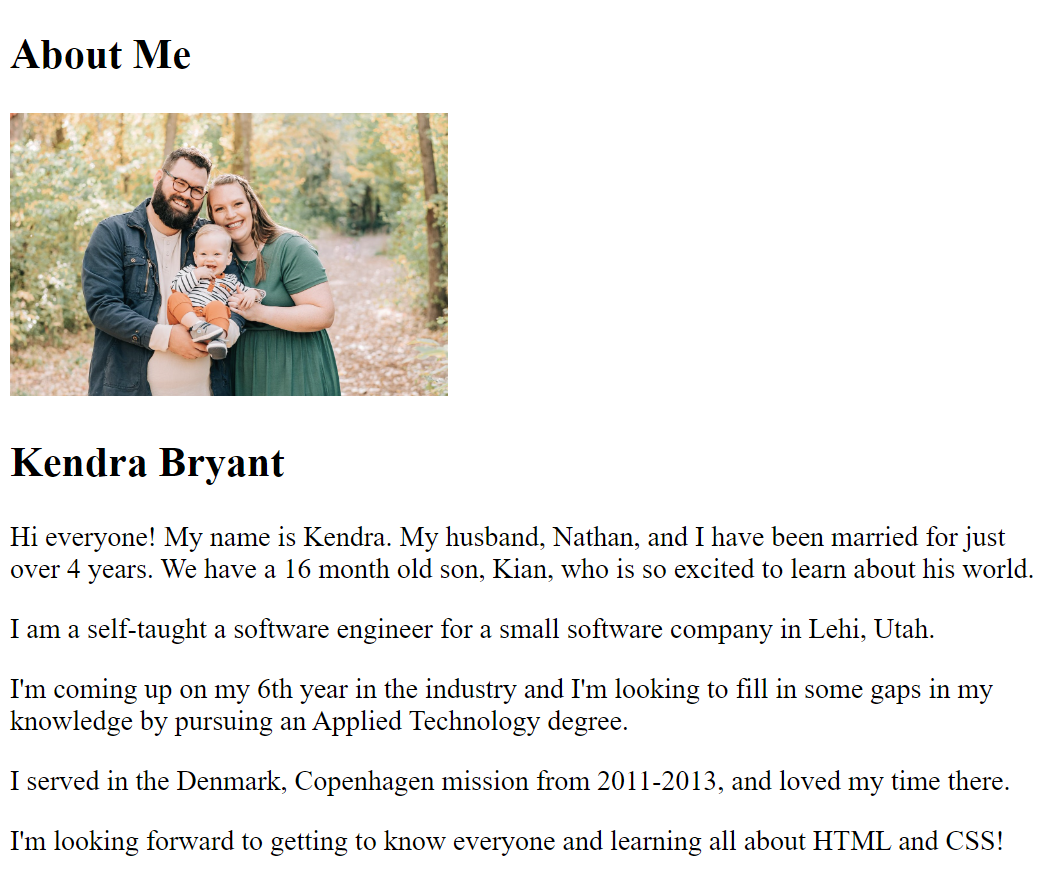 About Me
Kendra Bryant
Hi everyone! My name is Kendra. My husband, Nathan, and I have been married for just
over 4 years. We have a 16 month old son, Kian, who is so excited to learn about his world.
I am a self-taught a software engineer for a small software company in Lehi, Utah.
I'm coming up on my 6th year in the industry and I'm looking to fill in some gaps in my
knowledge by pursuing an Applied Technology degree.
I served in the Denmark, Copenhagen mission from 2011-2013, and loved my time there.
I'm looking forward to getting to know everyone and learning all about HTML and CSS!